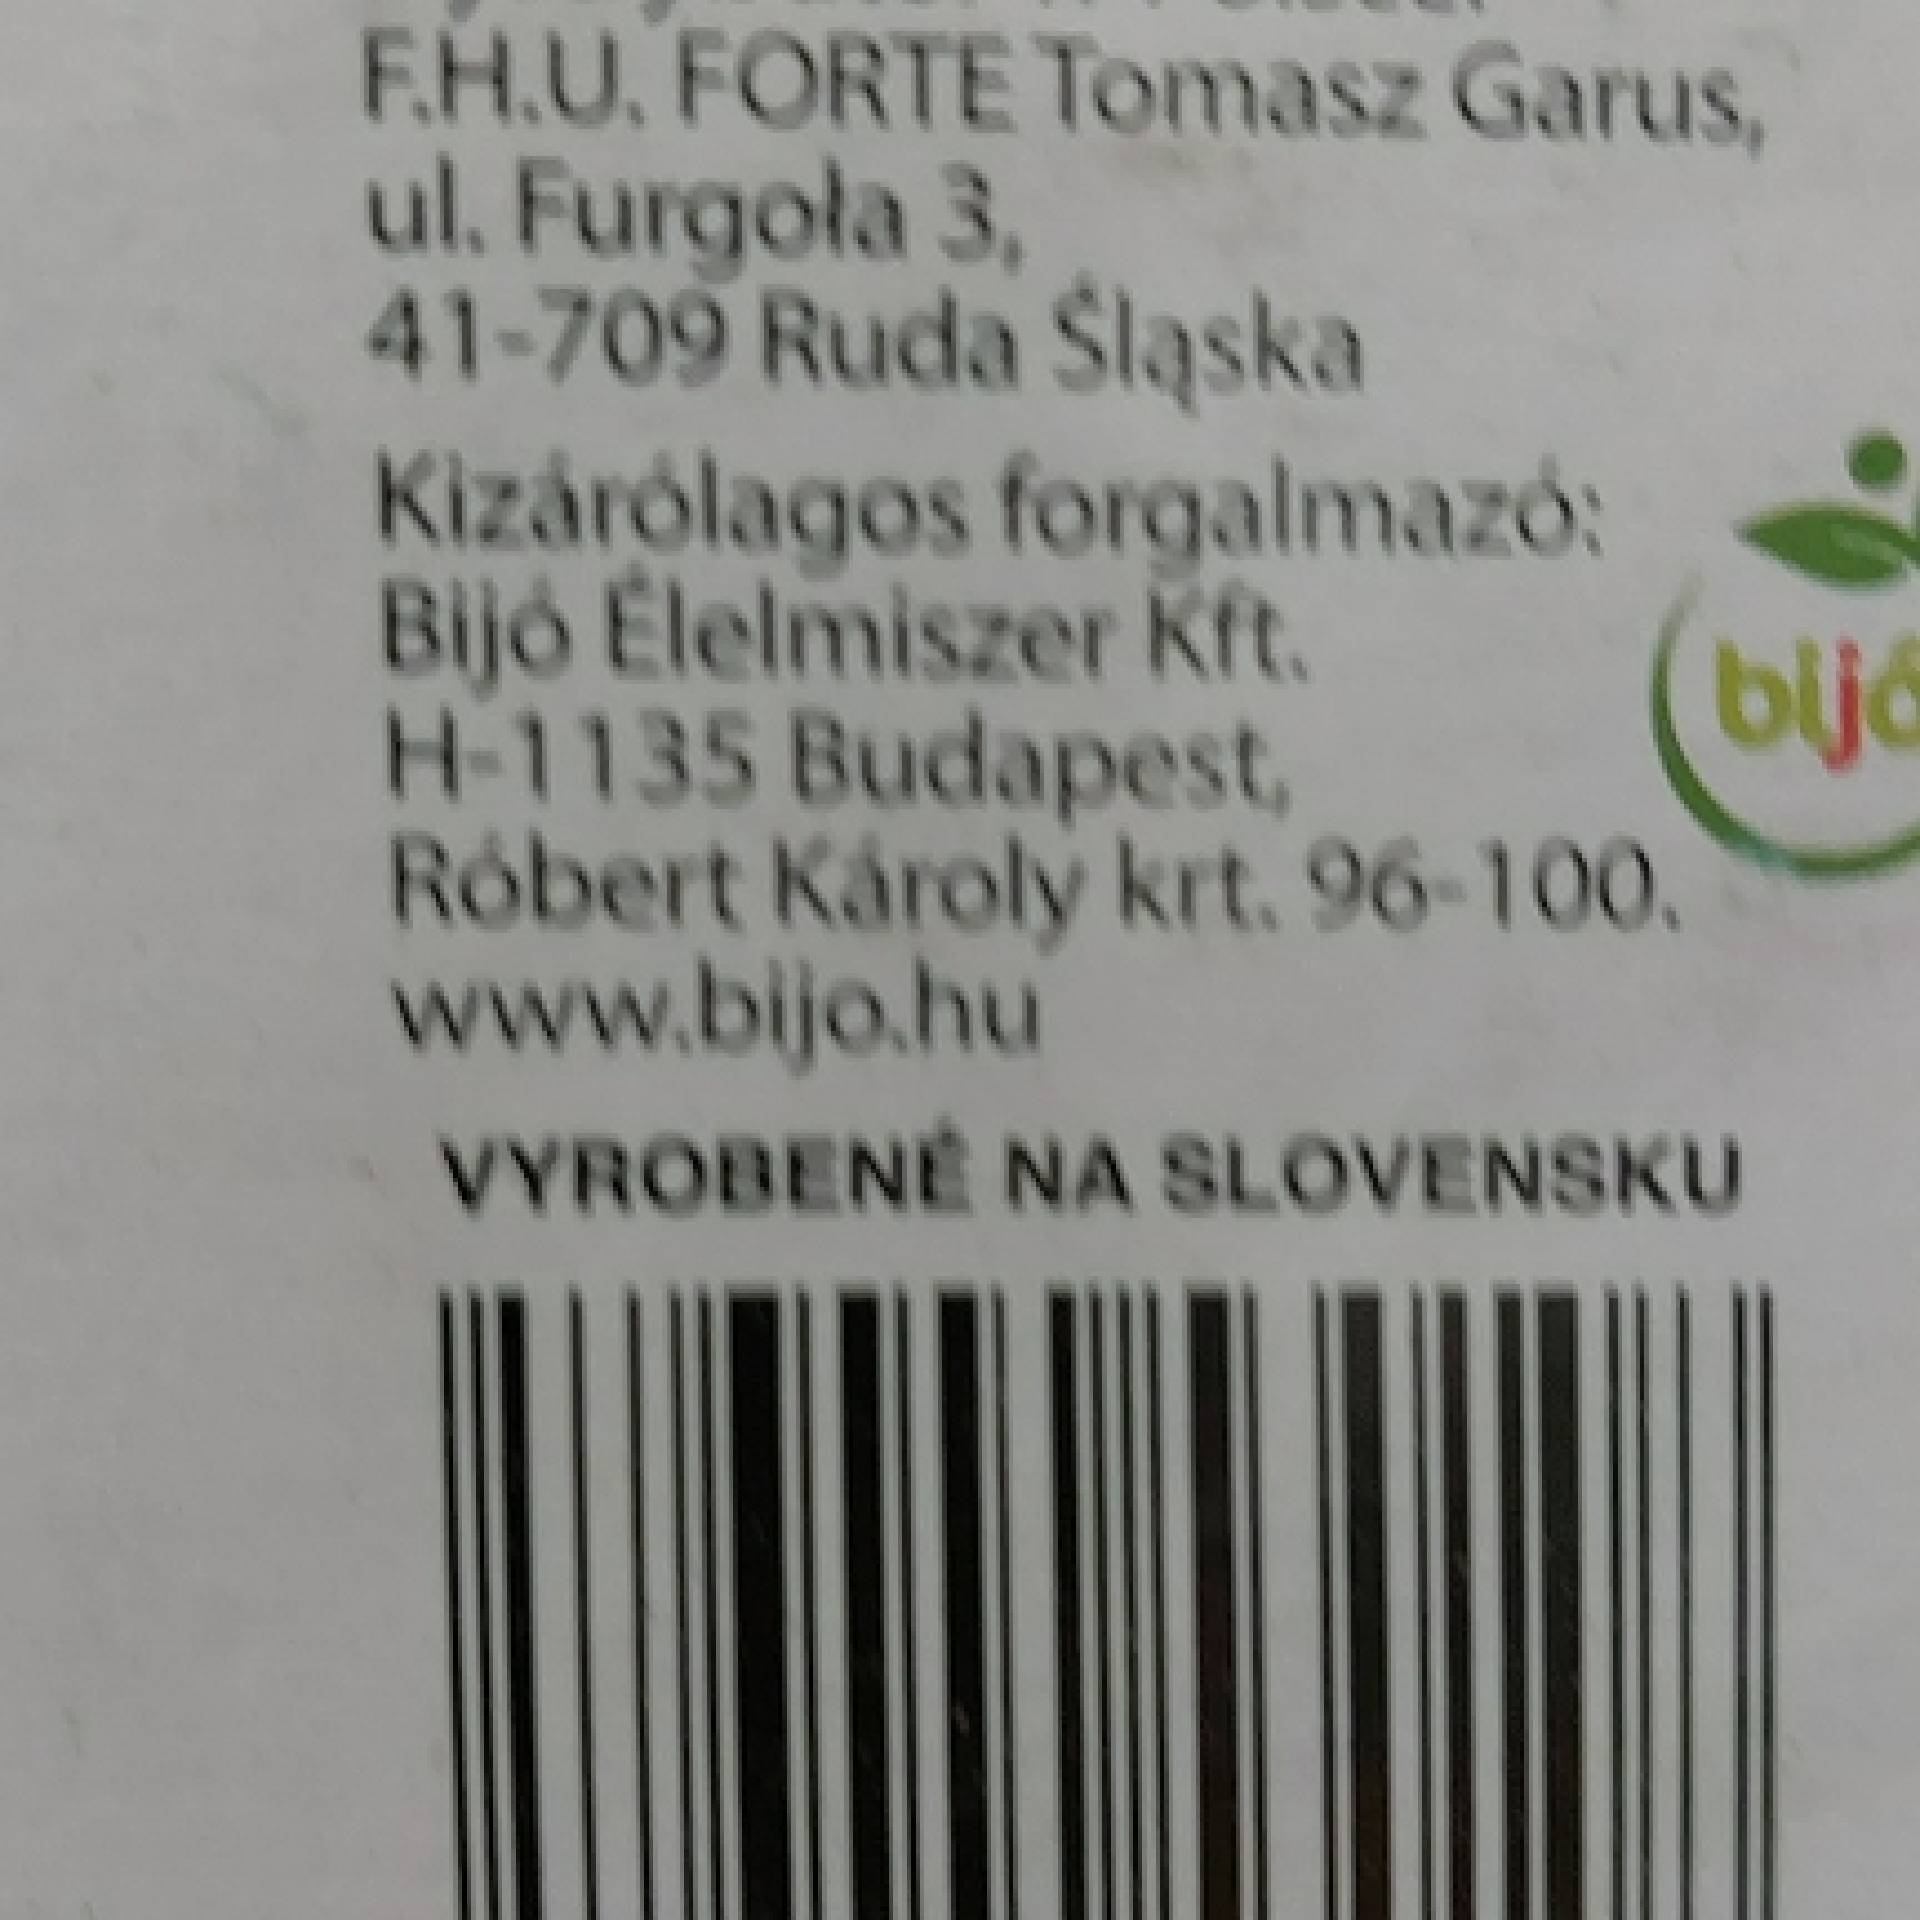 F.H.U. FORTE Tomasz Garus,
ul. Furgoła 3,
41-709 Ruda Śląska
Kizárólagos forgalmazó:
Bijó Élelmiszer Kft.
H-1135 Budapest,
Róbert Károly krt. 96-100.
www.bijo.hu
bijó
VYROBENÉ NA SLOVENSKU